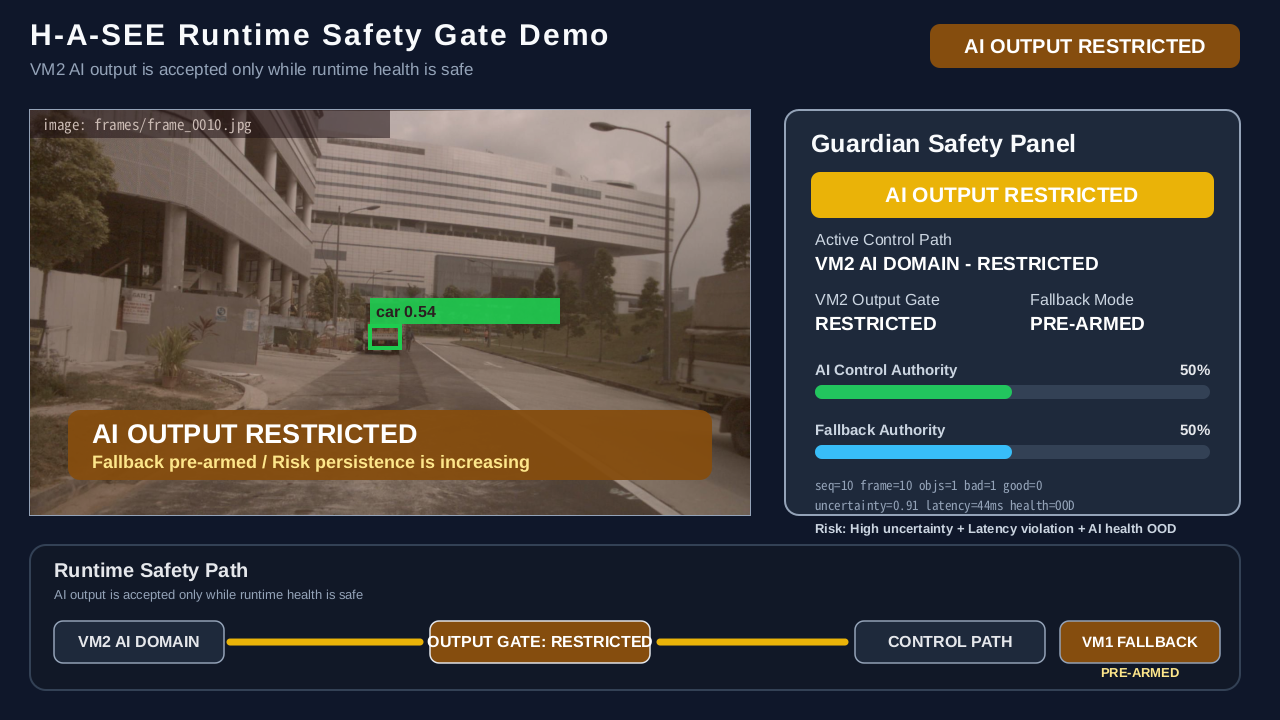 H-A-SEE Runtime Safety Gate Demo
VM2 AI output is accepted only while runtime health is safe
AI OUTPUT RESTRICTED
image: frames/frame_0010.jpg
car 0.54
AI OUTPUT RESTRICTED
Fallback pre-armed / Risk persistence is increasing
Guardian Safety Panel
AI OUTPUT RESTRICTED
Active Control Path
VM2 AI DOMAIN - RESTRICTED
VM2 Output Gate
Fallback Mode
RESTRICTED
PRE-ARMED
AI Control Authority
50%
Fallback Authority
50%
seq=10 frame=10 objs=1 bad=1 good=0
uncertainty=0.91 latency=44ms health=OOD
Risk: High uncertainty + Latency violation + AI health OOD
Runtime Safety Path
AI output is accepted only while runtime health is safe
VM2 AI DOMAIN
OUTPUT GATE: RESTRICTED
CONTROL PATH
VM1 FALLBACK
PRE-ARMED